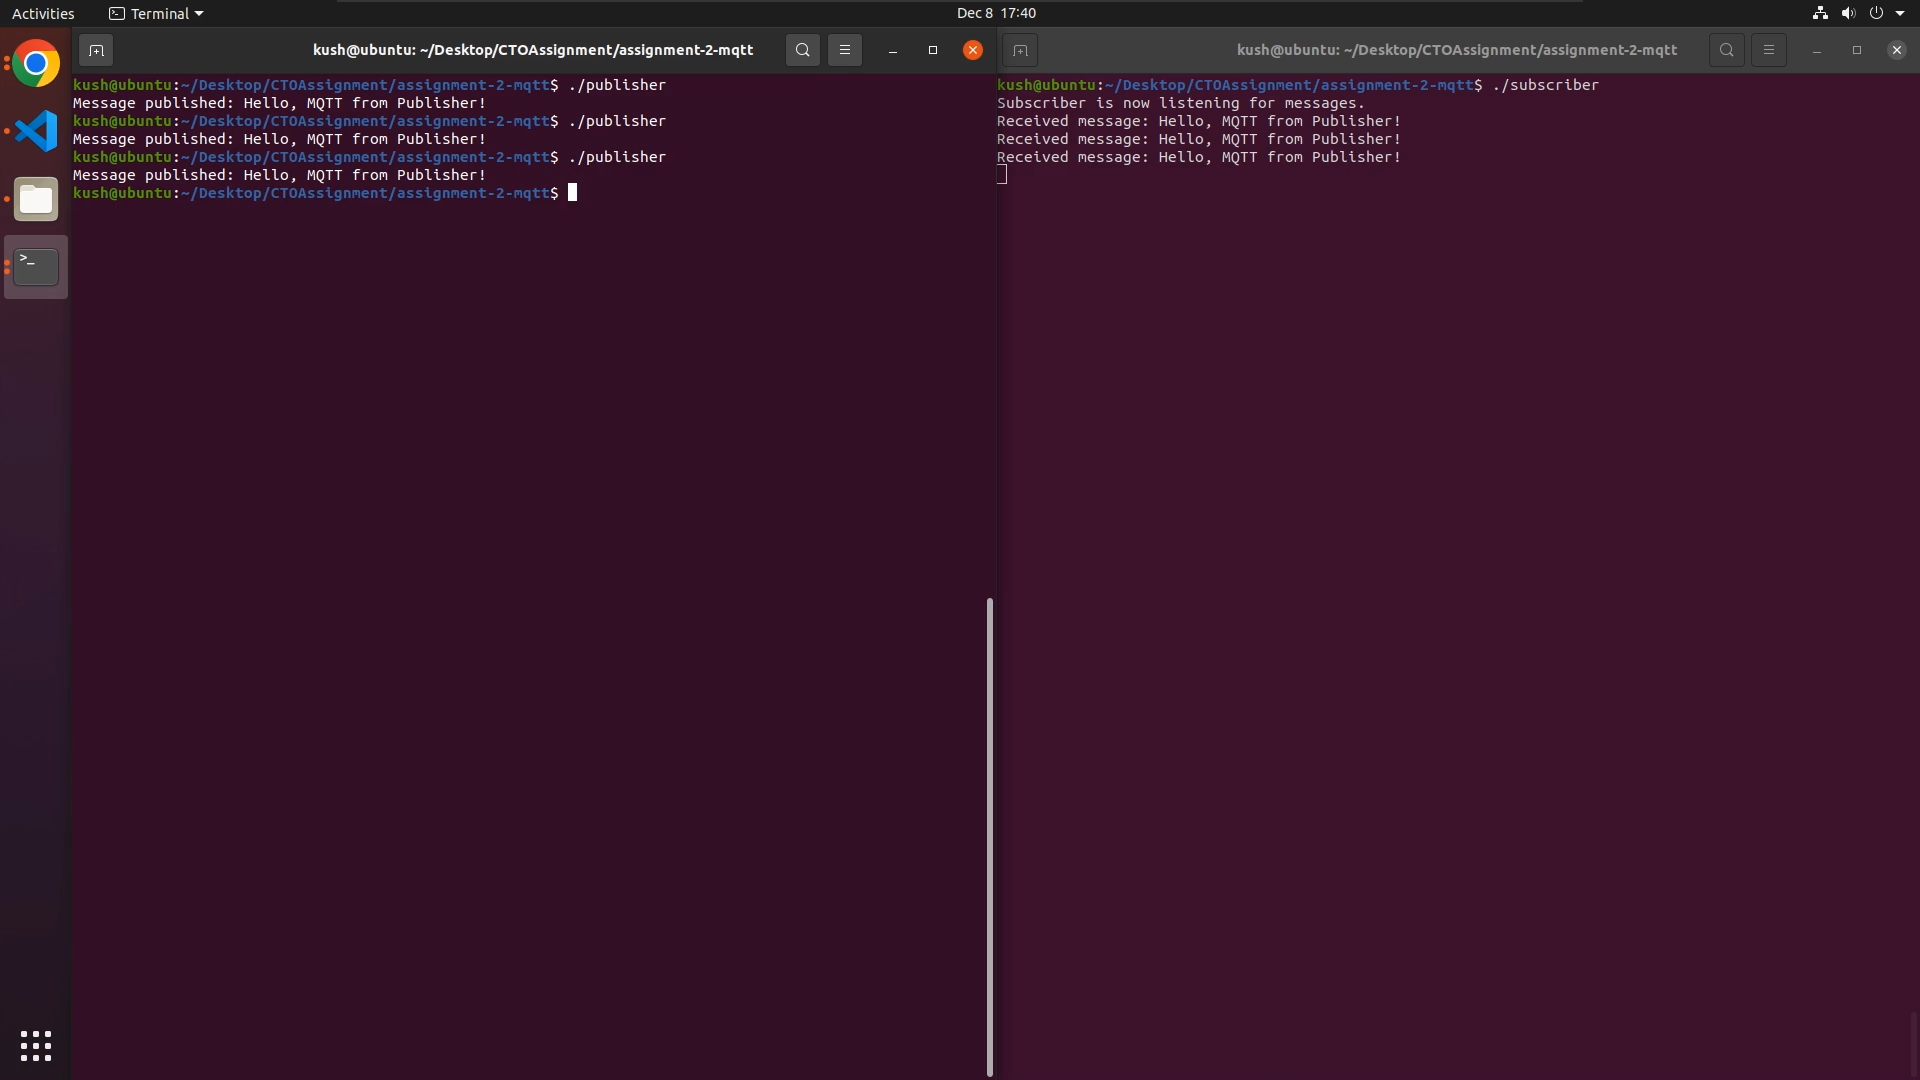 Activities
Terminal
Dec 8 17:40
kush@ubuntu: ~/Desktop/CTOAssignment/assignment-2-mqtt
kush@ubuntu:~/Desktop/CTOAssignment/assignment-2-mqtt$ ./publisher
Message published: Hello, MQTT from Publisher!
kush@ubuntu:~/Desktop/CTOAssignment/assignment-2-mqtt$ ./publisher
Message published: Hello, MQTT from Publisher!
kush@ubuntu:~/Desktop/CTOAssignment/assignment-2-mqtt$ ./publisher
Message published: Hello, MQTT from Publisher!
kush@ubuntu:~/Desktop/CTOAssignment/assignment-2-mqtt$
kush@ubuntu: ~/Desktop/CTOAssignment/assignment-2-mqtt
kush@ubuntu:~/Desktop/CTOAssignment/assignment-2-mqtt$ ./subscriber
Subscriber is now listening for messages.
Received message: Hello, MQTT from Publisher!
Received message: Hello, MQTT from Publisher!
Received message: Hello, MQTT from Publisher!